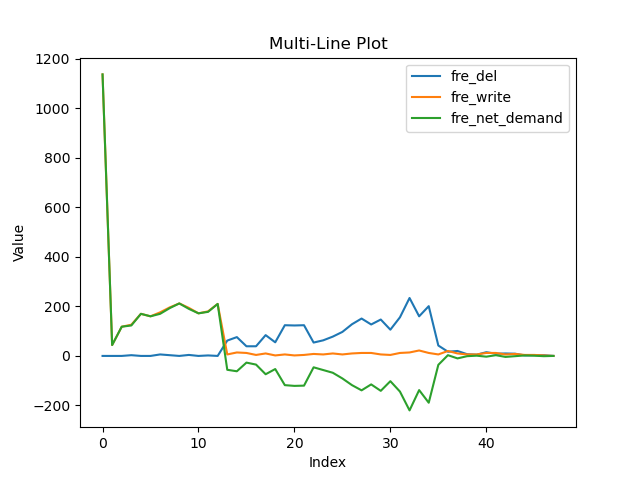 Multi-Line Plot
fre_del
fre_write
fre_net_demand
1200
1000
800
600
400
200
0
−200
Value
0 10 20 30 40
Index